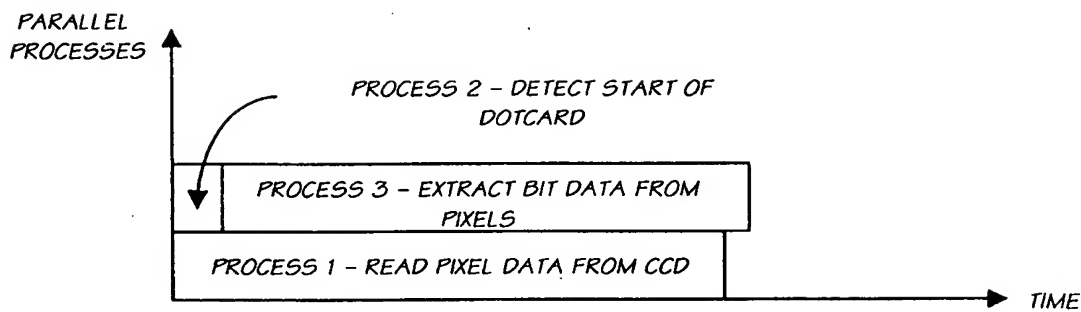 PARALLEL
PROCESSES
PROCESS 2 – DETECT START OF
DOTCARD
PROCESS 3 – EXTRACT BIT DATA FROM
PIXELS
PROCESS 1 – READ PIXEL DATA FROM CCD
TIME